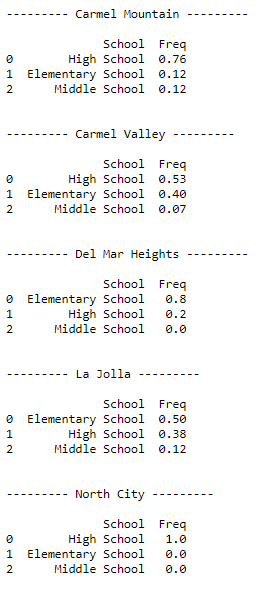 --------- Carmel Mountain ---------
School Freq
0 High School 0.76
1 Elementary School 0.12
2 Middle School 0.12
--------- Carmel Valley ---------
School Freq
0 High School 0.53
1 Elementary School 0.40
2 Middle School 0.07
--------- Del Mar Heights ---------
School Freq
0 Elementary School 0.8
1 High School 0.2
2 Middle School 0.0
--------- La Jolla ---------
School Freq
0 Elementary School 0.50
1 High School 0.38
2 Middle School 0.12
--------- North City ---------
School Freq
0 High School 1.0
1 Elementary School 0.0
2 Middle School 0.0